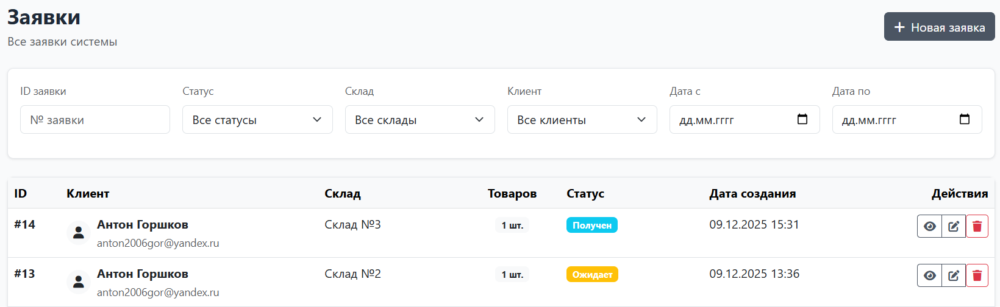 Заявки
Все заявки системы
Новая заявка
ID заявки Статус Склад Клиент Дата с Дата по
№ заявки Все статусы Все склады Все клиенты дд.мм.гггг дд.мм.гггг
ID Клиент Склад Товаров Статус Дата создания Действия
#14 Антон Горшков Склад №3 1 шт. Получен 09.12.2025 15:31
anton2006gor@yandex.ru
#13 Антон Горшков Склад №2 1 шт. Ожидает 09.12.2025 13:36
anton2006gor@yandex.ru